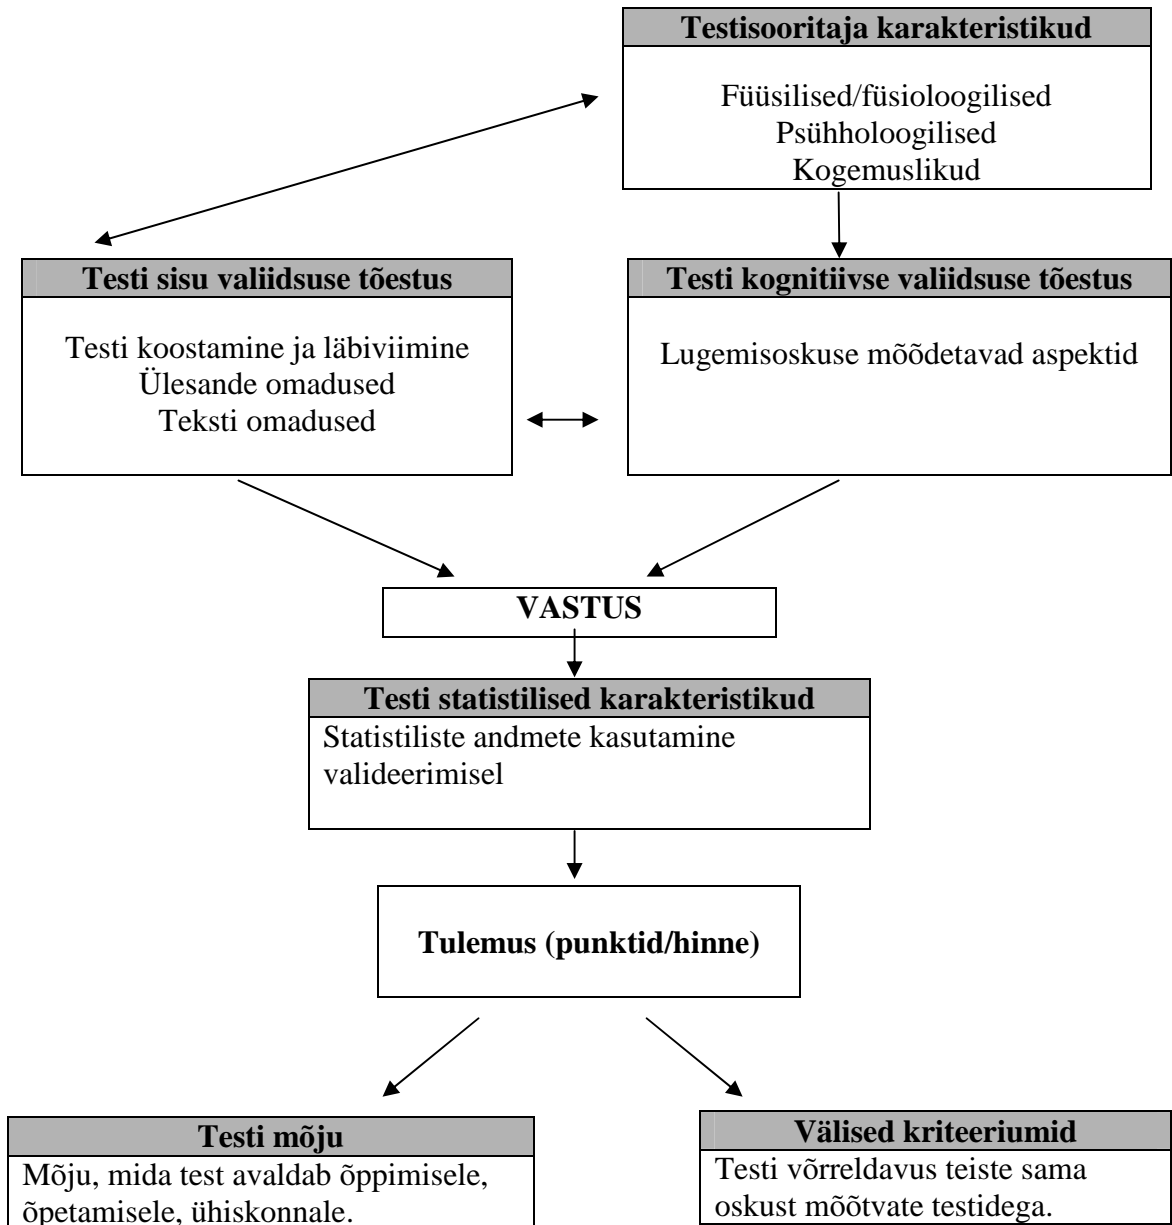 Testisooritaja karakteristikud
Füüsilised/füsioloogilised
Psühholoogilised
Kogemuslikud
Testi sisu valiidsuse tõestus
Testi koostamine ja läbiviimine
Ülesande omadused
Teksti omadused
Testi kognitiivse valiidsuse tõestus
Lugemisoskuse mõõdetavad aspektid
VASTUS
Testi statistilised karakteristikud
Statistiliste andmete kasutamine
valideerimisel
Tulemus (punktid/hinne)
Testi mõju
Mõju, mida test avaldab õppimisele,
õpetamisele, ühiskonnale.
Välised kriteeriumid
Testi võrreldavus teiste sama
oskust mõõtvate testidega.